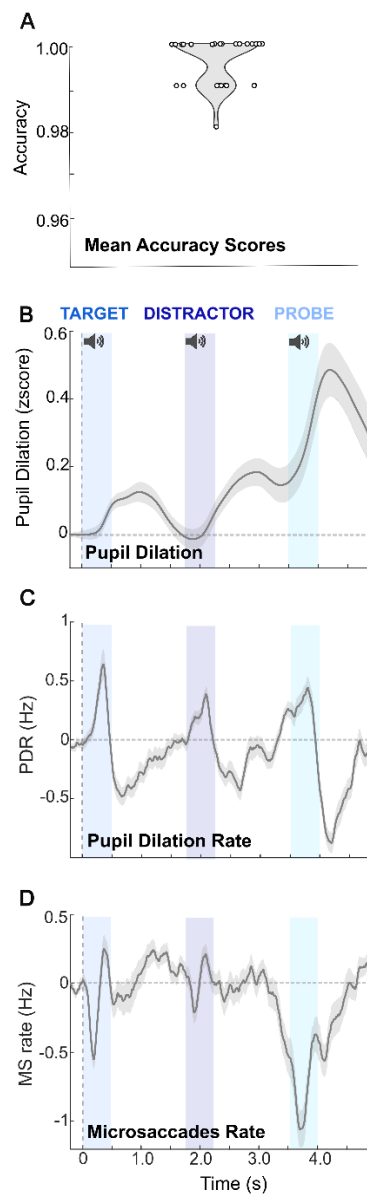 A
1.00
0.98
0.96
Accuracy
Mean Accuracy Scores
B
TARGET DISTRACTOR PROBE
0.6
0.4
0.2
0
Pupil Dilation (zscore)
Pupil Dilation
C
1
0.5
0
-0.5
PDR (Hz)
Pupil Dilation Rate
D
0.5
0
-0.5
-1
MS rate (Hz)
Microsaccades Rate
0 1.0 2.0 3.0 4.0
Time (s)